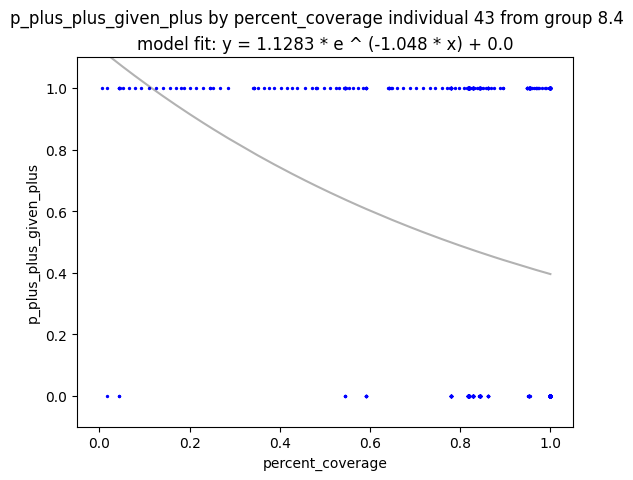 p_plus_plus_given_plus by percent_coverage individual 43 from group 8.4
model fit: y = 1.1283 * e ^ (-1.048 * x) + 0.0
1.0
0.8
0.6
0.4
0.2
0.0
p_plus_plus_given_plus
0.0 0.2 0.4 0.6 0.8 1.0
percent_coverage